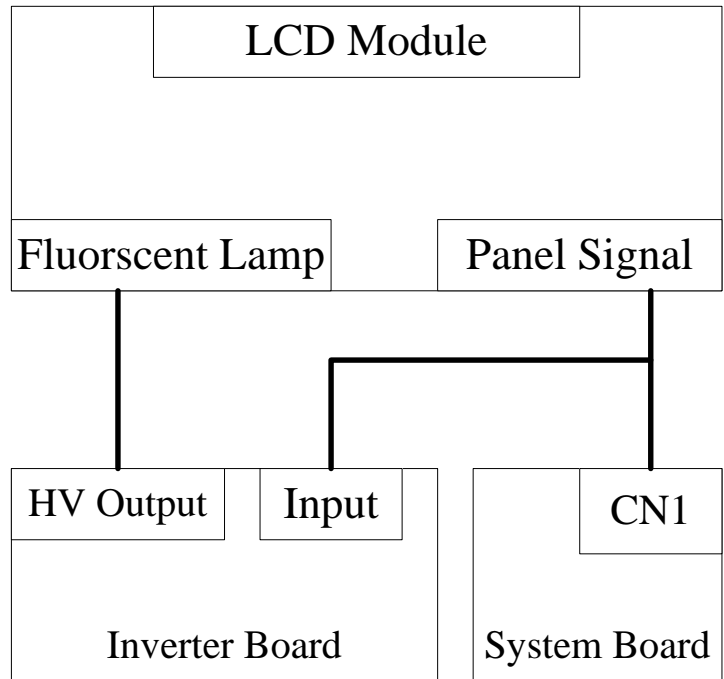 LCD Module
Fluorscent Lamp
Panel Signal
HV Output
Input
CN1
Inverter Board
System Board